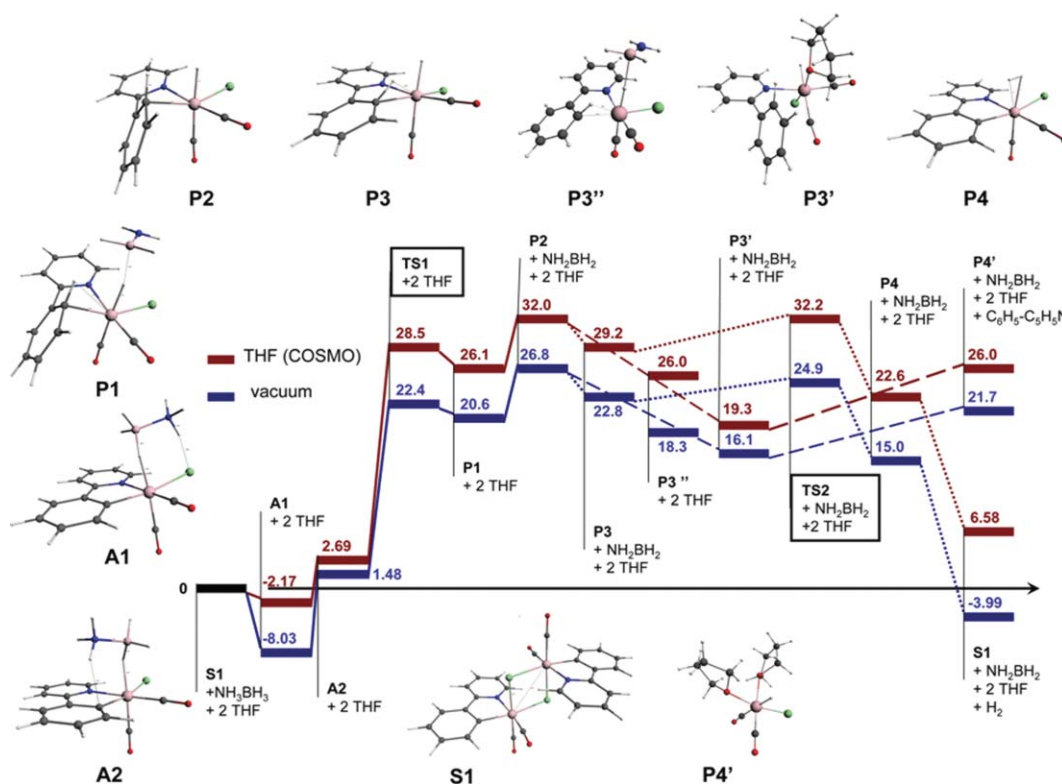 P2
P3
P3''
P3'
P4
P1
A1
A2
THF (COSMO)
vacuum
0
S1
+NH₃BH₃
+ 2 THF
A1
+ 2 THF
-2.17
-8.03
2.69
1.48
A2
+ 2 THF
TS1
+2 THF
28.5
22.4
26.1
20.6
P1
+ 2 THF
P2
+ NH₂BH₂
+ 2 THF
32.0
26.8
29.2
22.8
P3
+ NH₂BH₂
+ 2 THF
26.0
18.3
P3 ''
+ 2 THF
P3'
+ NH₂BH₂
+ 2 THF
19.3
16.1
32.2
24.9
TS2
+ NH₂BH₂
+2 THF
P4
+ NH₂BH₂
+ 2 THF
22.6
15.0
P4'
+ NH₂BH₂
+ 2 THF
+ C₆H₅-C₅H₅N
26.0
21.7
6.58
-3.99
S1
+ NH₂BH₂
+ 2 THF
+ H₂
S1
P4'